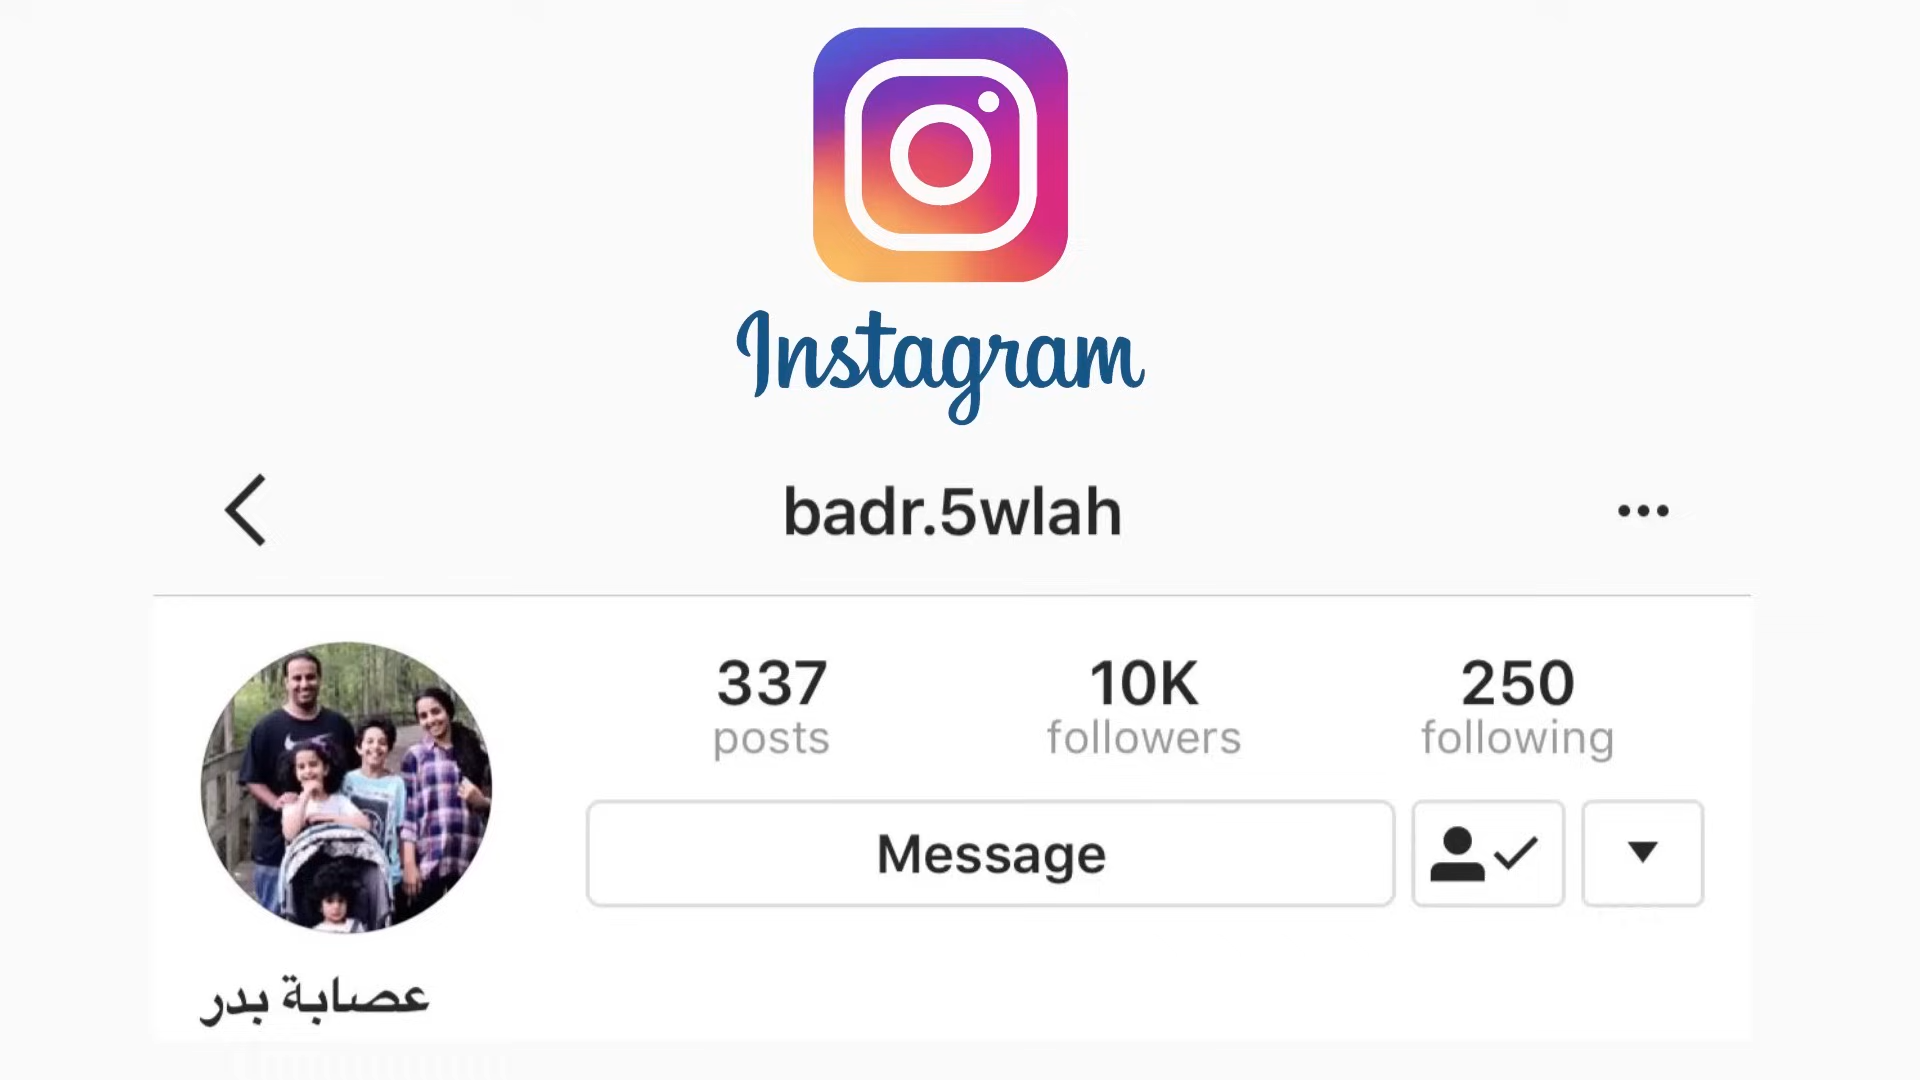 Instagram
badr.5wlah
337 10K 250
posts followers following
Message
عصابة بدر